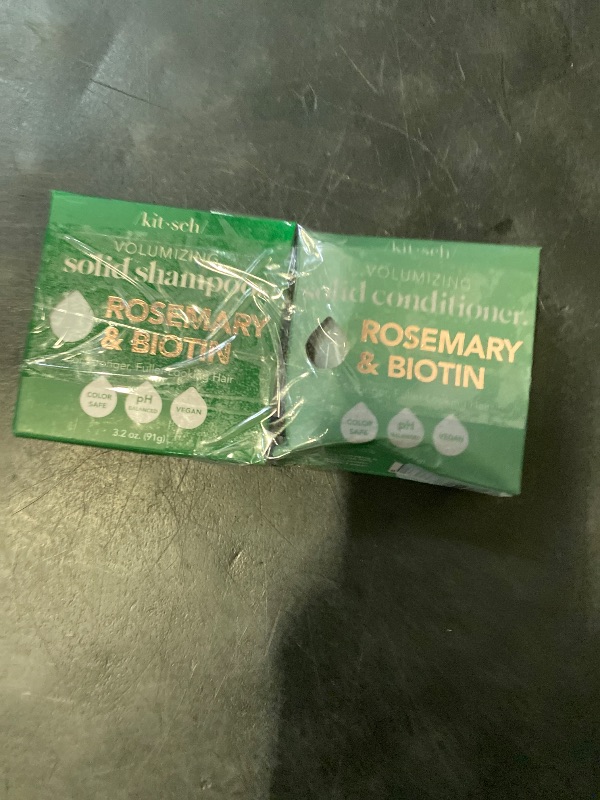 kit·sch
VOLUMIZING
solid shampoo
ROSEMARY
& BIOTIN
Hair
COLOR
SAFE
pH
BALANCED
VEGAN
3.2 oz. (91g)
kit·sch
VOLUMIZING
solid conditioner.
ROSEMARY
& BIOTIN
COLOR
SAFE
pH
BALANCED
VEGAN